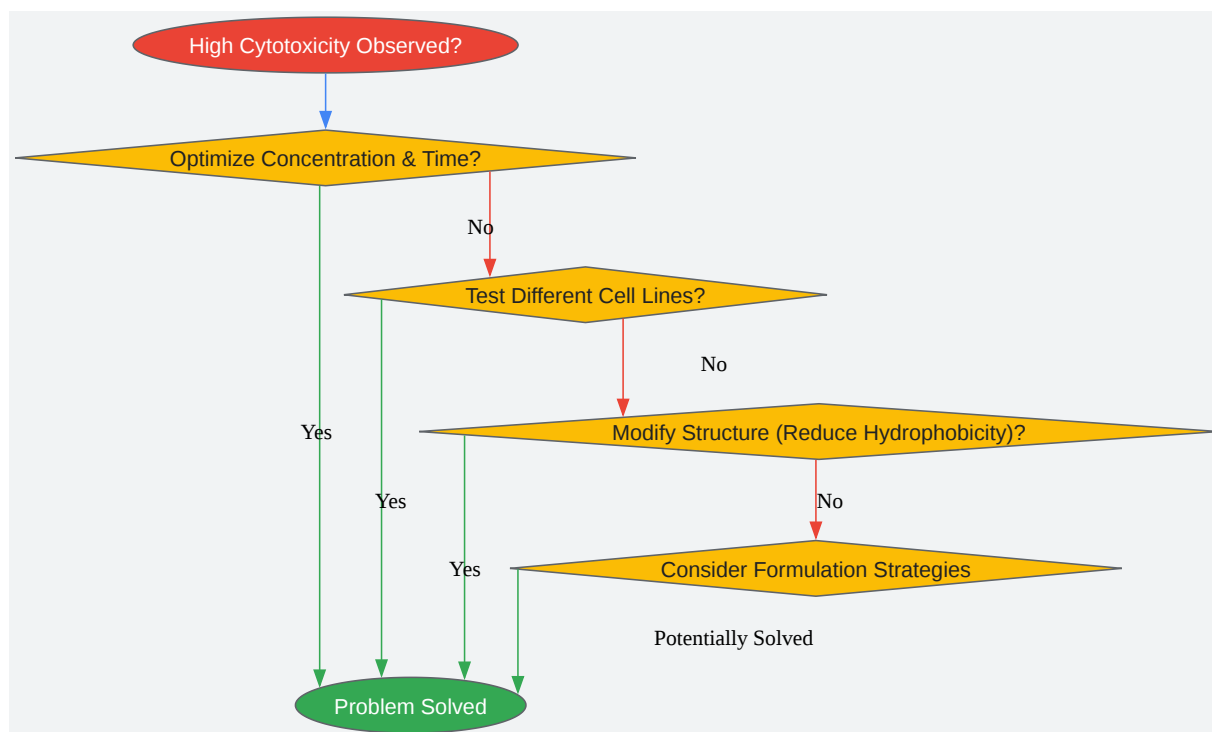 High Cytotoxicity Observed?
Optimize Concentration & Time?
No
Test Different Cell Lines?
No
Modify Structure (Reduce Hydrophobicity)?
Yes
Yes
No
Yes
Consider Formulation Strategies
Potentially Solved
Problem Solved